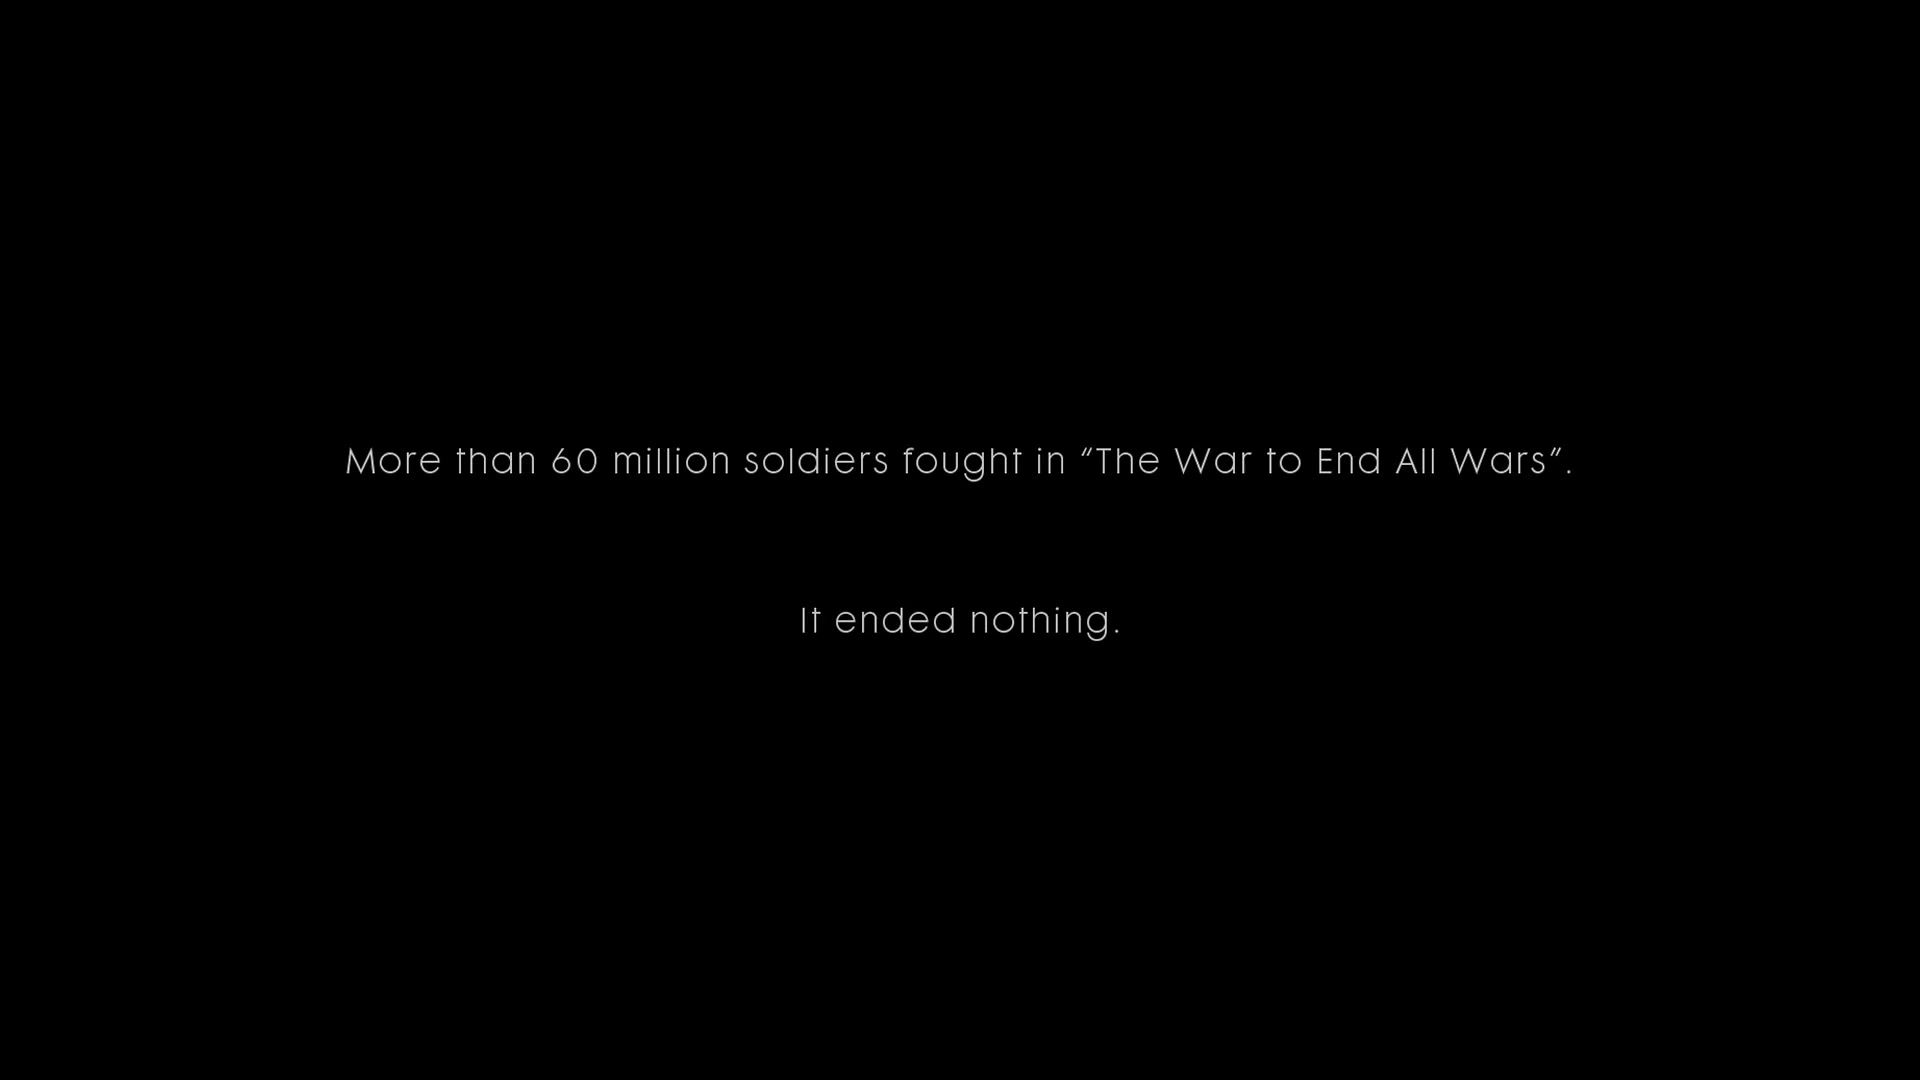 More than 60 million soldiers fought in “The War to End All Wars”.
It ended nothing.